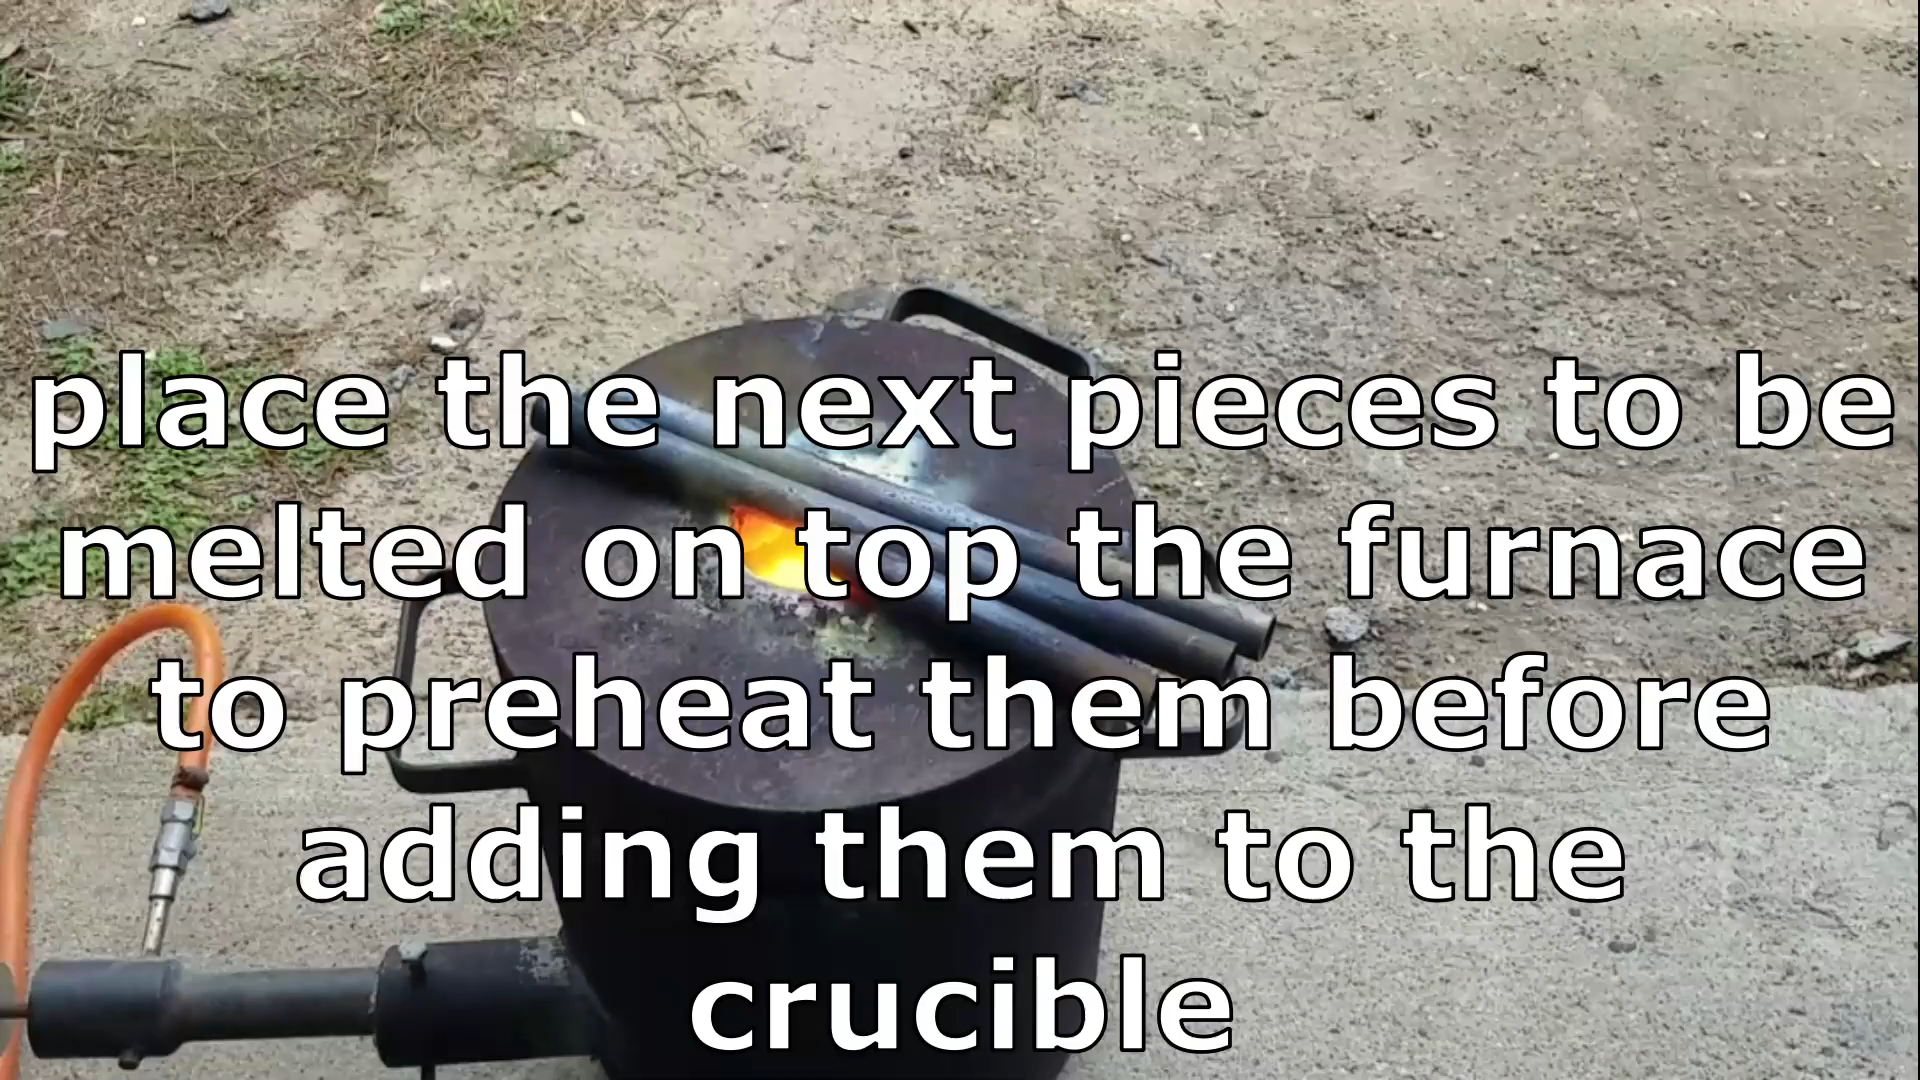 place the next pieces to be
melted on top the furnace
to preheat them before
adding them to the
crucible